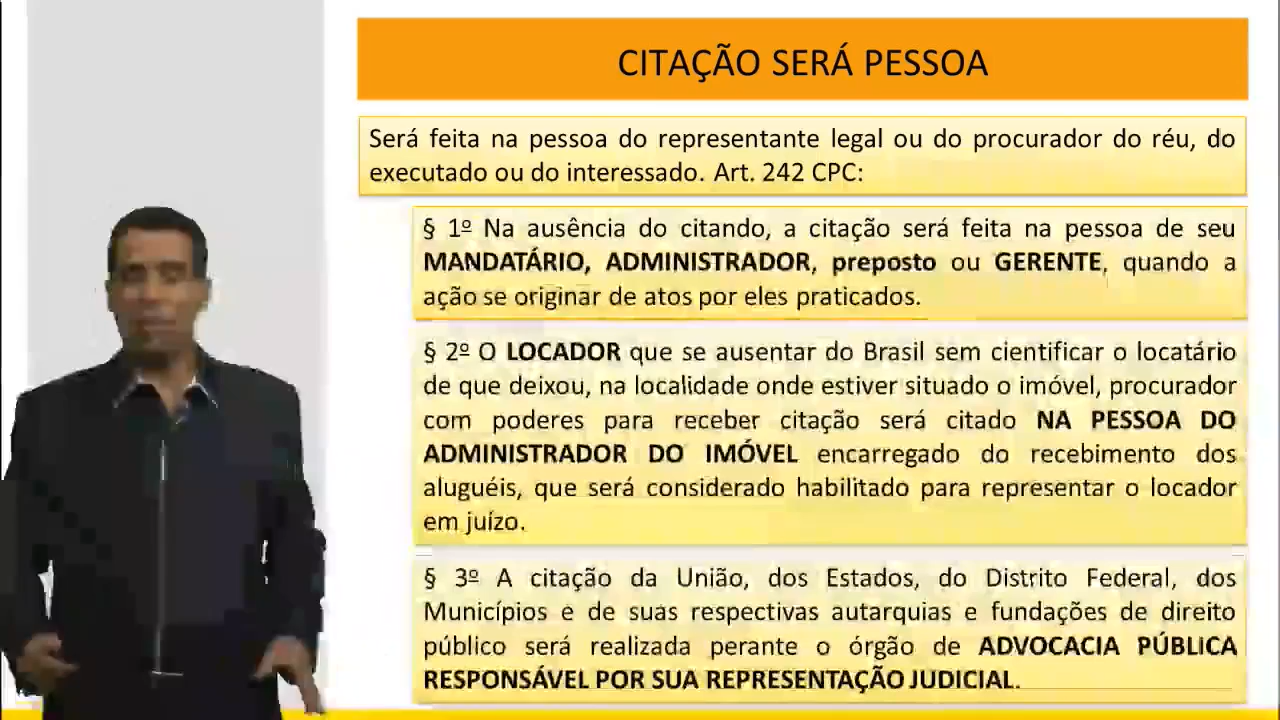 CITAÇÃO SERÁ PESSOA
Será feita na pessoa do representante legal ou do procurador do réu, do
executado ou do interessado. Art. 242 CPC:
§ 1º Na ausência do citando, a citação será feita na pessoa de seu
MANDATÁRIO, ADMINISTRADOR, preposto ou GERENTE, quando a
ação se originar de atos por eles praticados.
§ 2º O LOCADOR que se ausentar do Brasil sem cientificar o locatário
de que deixou, na localidade onde estiver situado o imóvel, procurador
com poderes para receber citação será citado NA PESSOA DO
ADMINISTRADOR DO IMÓVEL encarregado do recebimento dos
aluguéis, que será considerado habilitado para representar o locador
em juízo.
§ 3º A citação da União, dos Estados, do Distrito Federal, dos
Municípios e de suas respectivas autarquias e fundações de direito
público será realizada perante o órgão de ADVOCACIA PÚBLICA
RESPONSÁVEL POR SUA REPRESENTAÇÃO JUDICIAL.